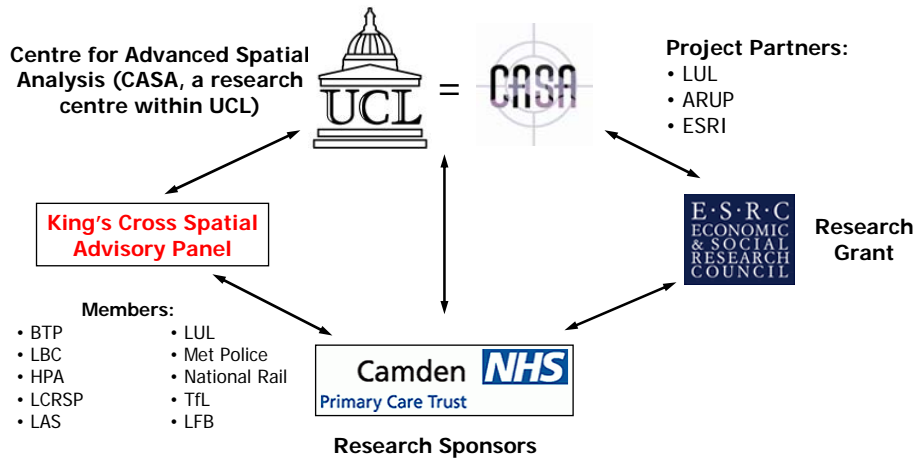 Centre for Advanced Spatial
Analysis (CASA, a research
centre within UCL)
UCL
=
CASA
Project Partners:
• LUL
• ARUP
• ESRI
King's Cross Spatial
Advisory Panel
E·S·R·C
ECONOMIC
& SOCIAL
RESEARCH
COUNCIL
Research
Grant
Members:
• BTP
• LBC
• HPA
• LCRSP
• LAS
• LUL
• Met Police
• National Rail
• TfL
• LFB
Camden NHS
Primary Care Trust
Research Sponsors